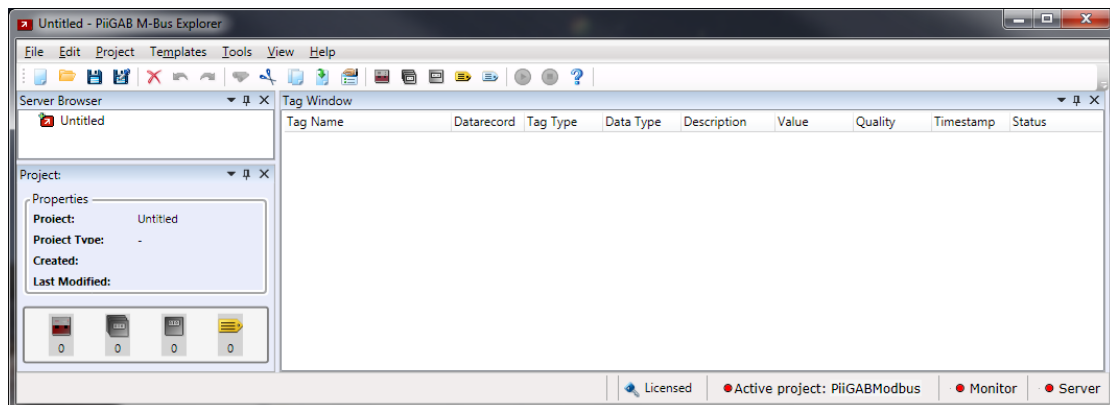 Untitled - PiiGAB M-Bus Explorer
File Edit Project Templates Tools View Help
Server Browser
Untitled
Tag Window
Tag Name Datarecord Tag Type Data Type Description Value Quality Timestamp Status
Project:
Properties
Project: Untitled
Project Type: -
Created:
Last Modified:
0 0 0 0
Licensed Active project: PiiGABModbus Monitor Server